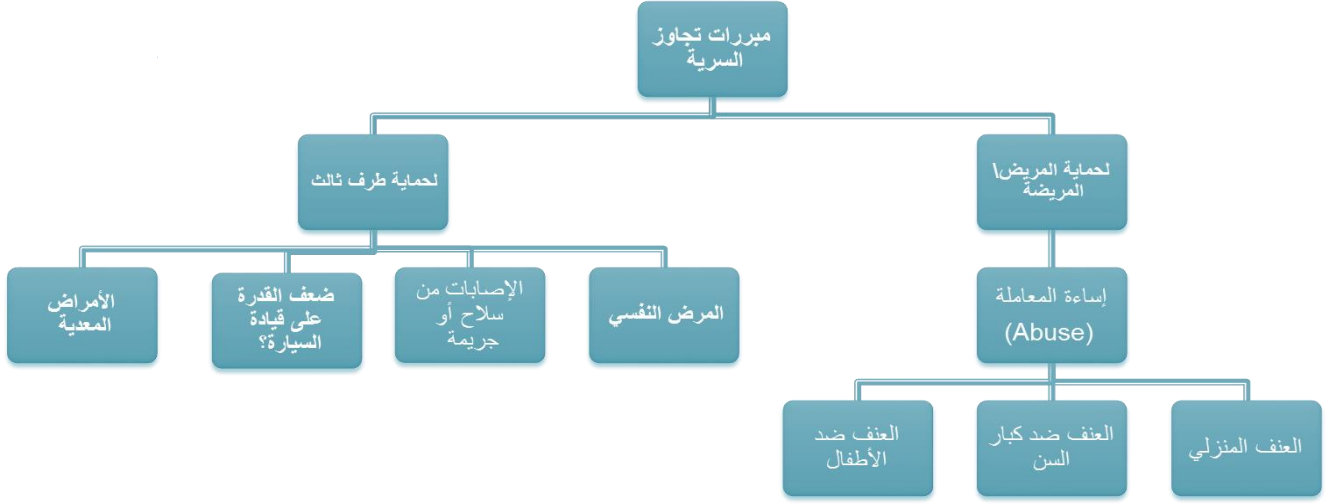 مبررات تجاوز
السرية
لحماية المريض\
المريضة
لحماية طرف ثالث
إساءة المعاملة
(Abuse)
المرض النفسي
الإصابات من
سلاح أو
جريمة
ضعف القدرة
على قيادة
السيارة؟
الأمراض
المعدية
العنف المنزلي
العنف ضد كبار
السن
العنف ضد
الأطفال